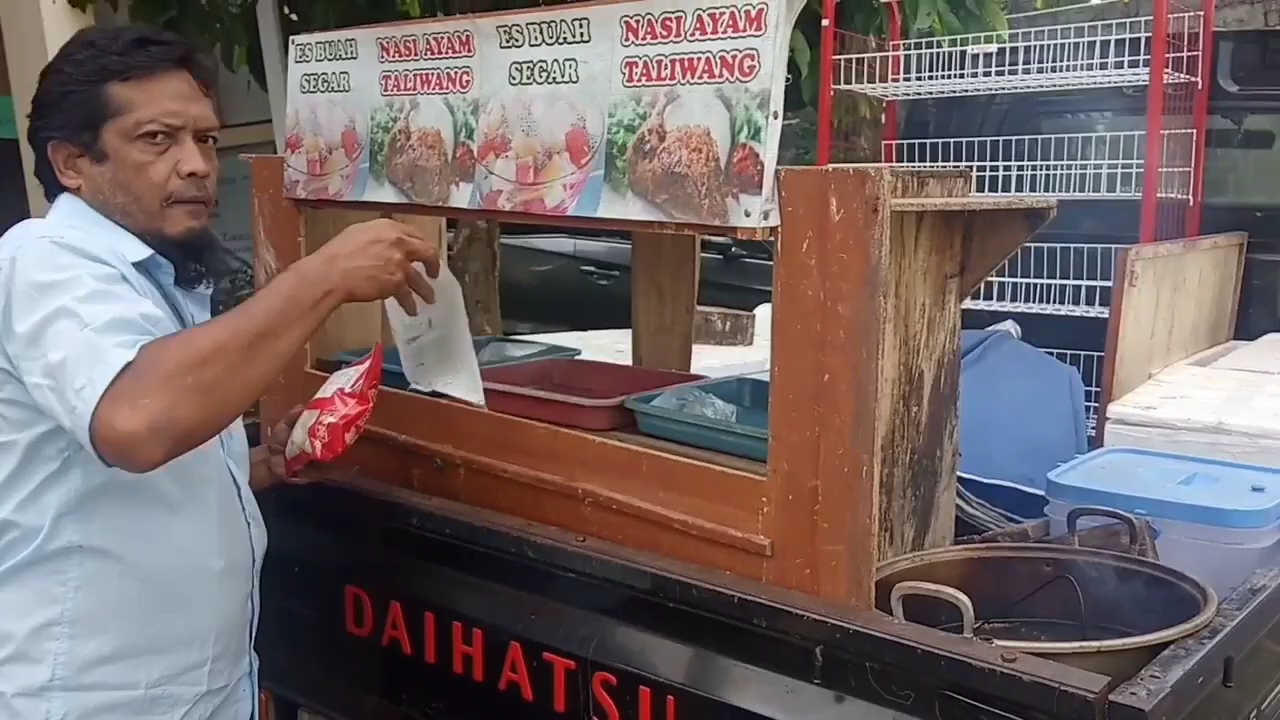 ES BUAH
SEGAR
NASI AYAM
TALIWANG
ES BUAH
SEGAR
NASI AYAM
TALIWANG
DAIHATSU